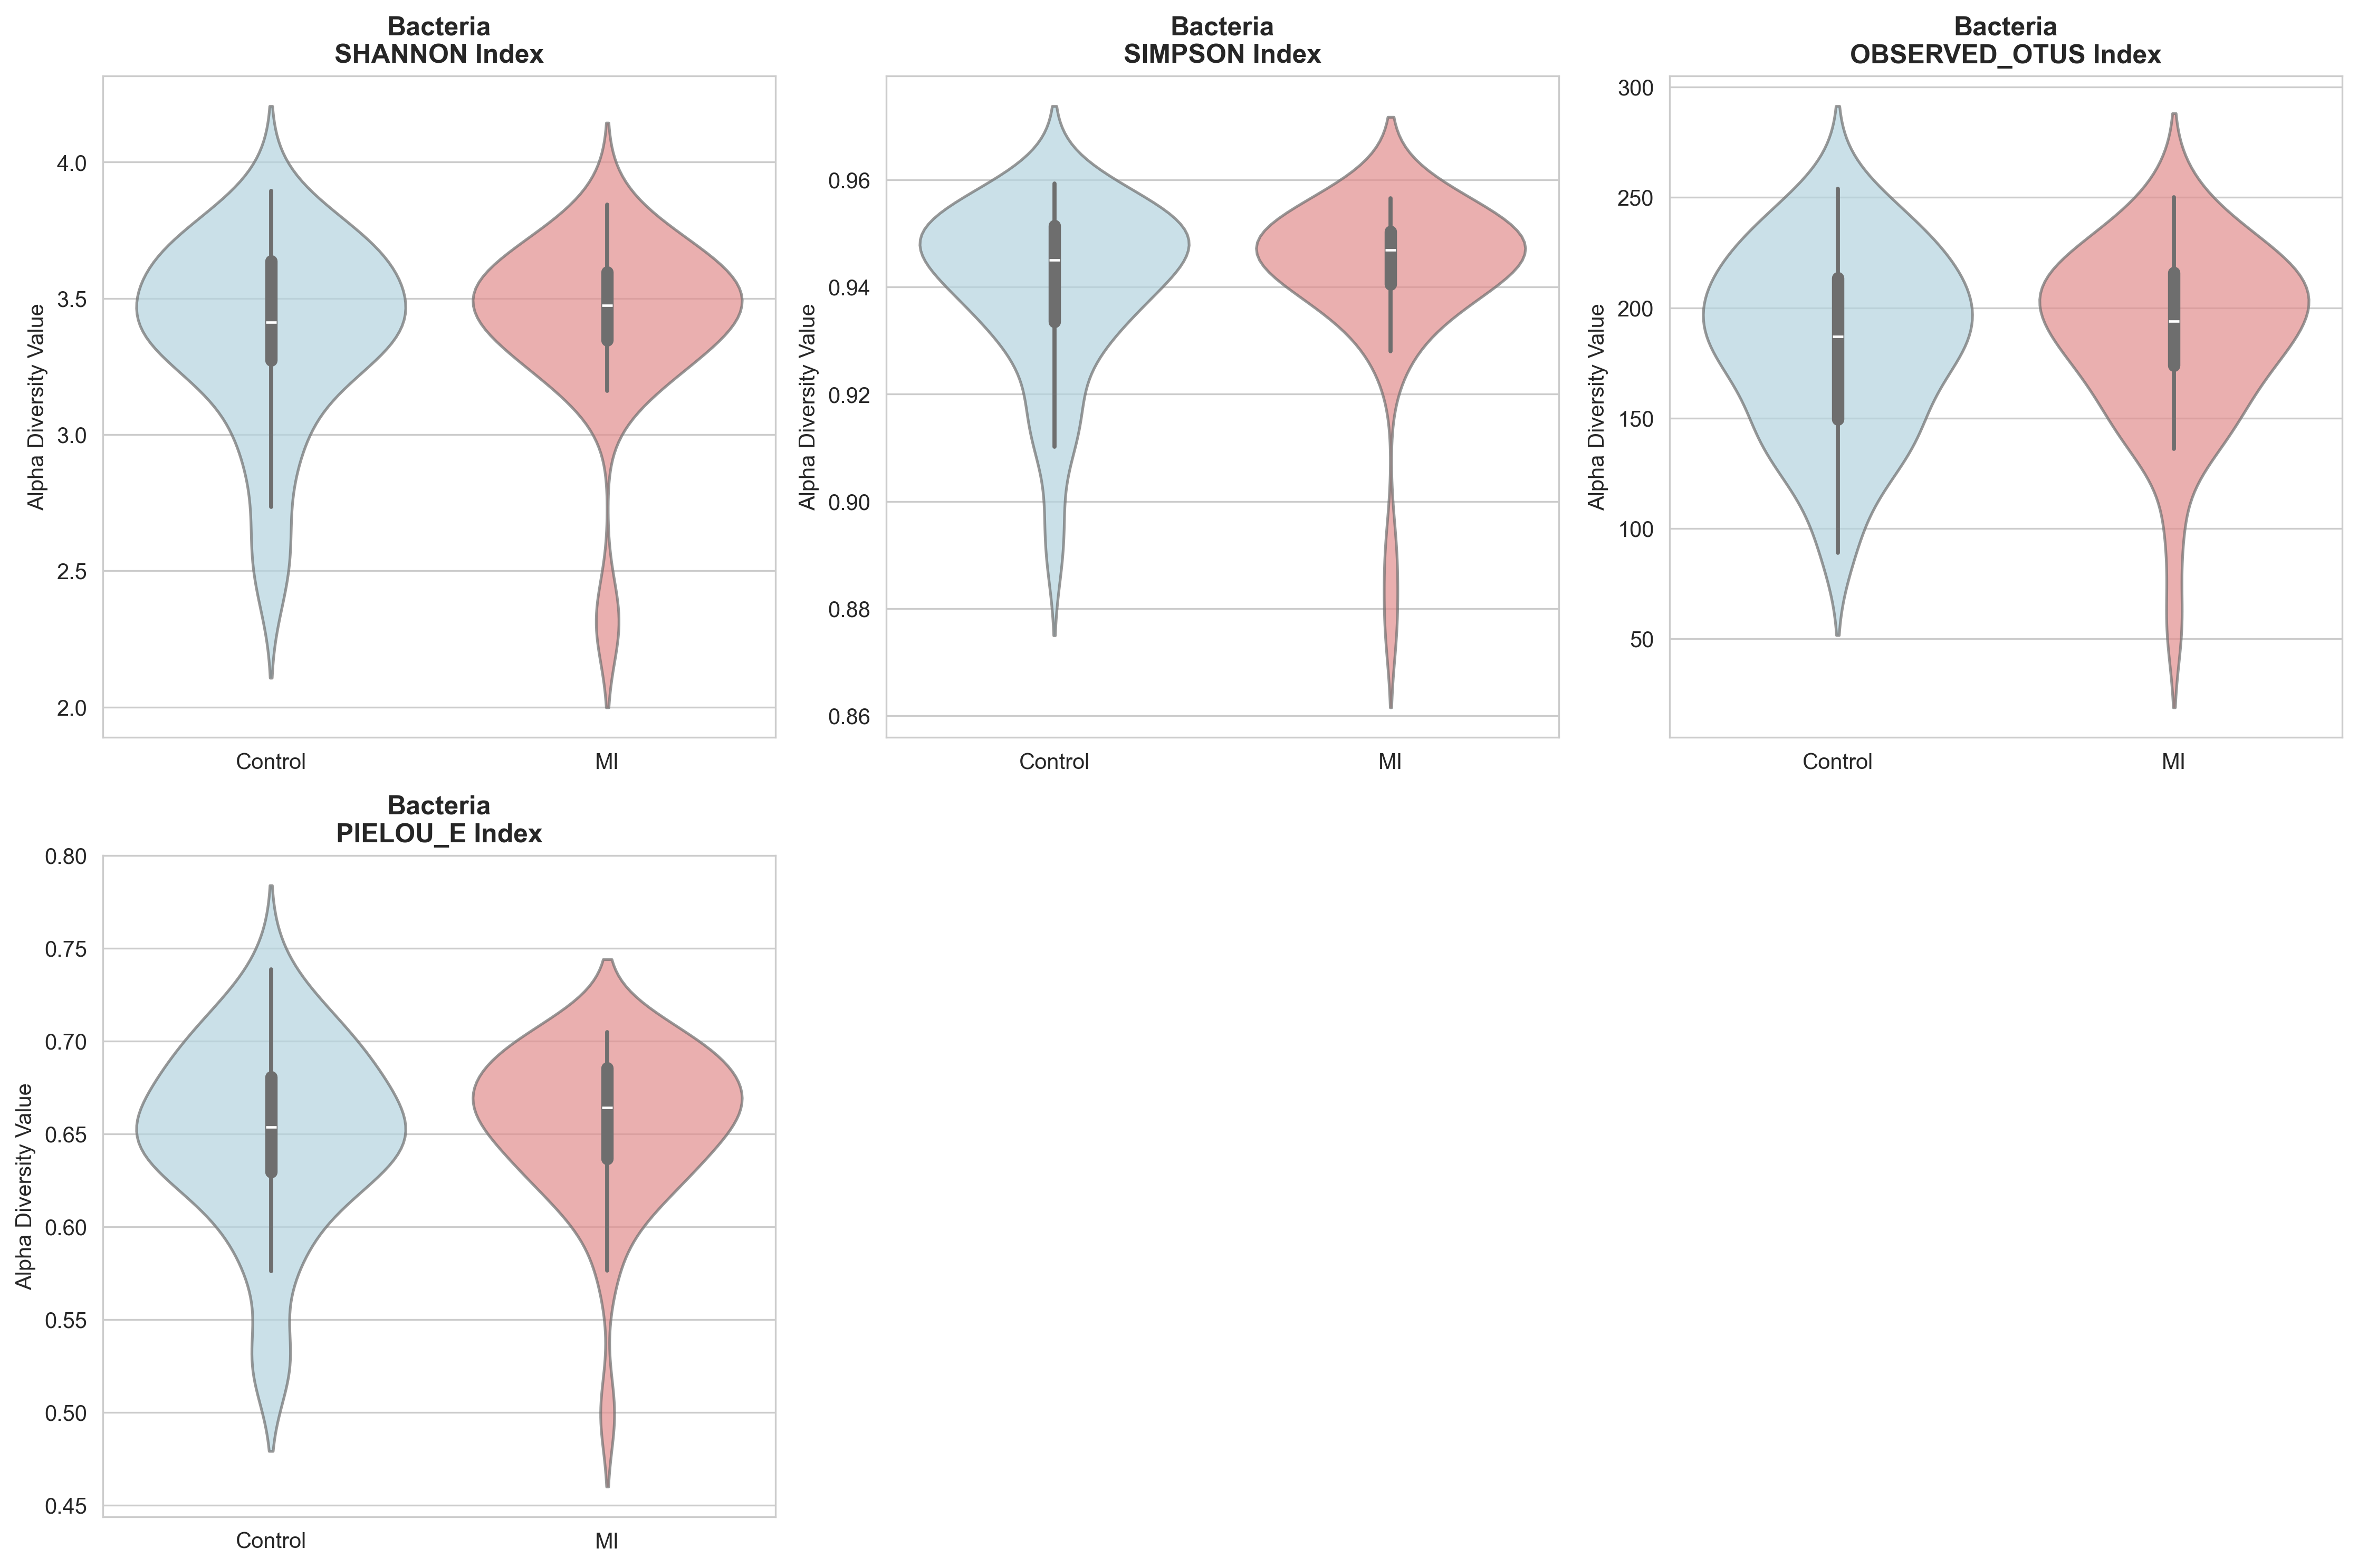 Bacteria
SHANNON Index
Alpha Diversity Value
4.0
3.5
3.0
2.5
2.0
Control
MI
Bacteria
SIMPSON Index
Alpha Diversity Value
0.96
0.94
0.92
0.90
0.88
0.86
Control
MI
Bacteria
OBSERVED_OTUS Index
Alpha Diversity Value
300
250
200
150
100
50
Control
MI
Bacteria
PIELOU_E Index
Alpha Diversity Value
0.80
0.75
0.70
0.65
0.60
0.55
0.50
0.45
Control
MI